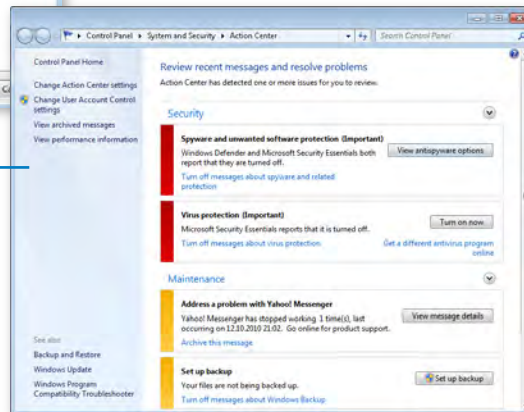 Control Panel ▸ System and Security ▸ Action Center
Search Control Panel
Control Panel Home
Change Action Center settings
Change User Account Control
settings
View archived messages
View performance information
Review recent messages and resolve problems
Action Center has detected one or more issues for you to review.
Security
Spyware and unwanted software protection (Important)
Windows Defender and Microsoft Security Essentials both
report that they are turned off.
View antispyware options
Turn off messages about spyware and related
protection
Virus protection (Important)
Microsoft Security Essentials reports that it is turned off.
Turn on now
Turn off messages about virus protection
Get a different antivirus program
online
Maintenance
Address a problem with Yahoo! Messenger
Yahoo! Messenger has stopped working 1 time(s), last
occurring on 12.10.2010 21:02. Go online for product support.
View message details
Archive this message
Set up backup
Your files are not being backed up.
Set up backup
Turn off messages about Windows Backup
See also
Backup and Restore
Windows Update
Windows Program
Compatibility Troubleshooter